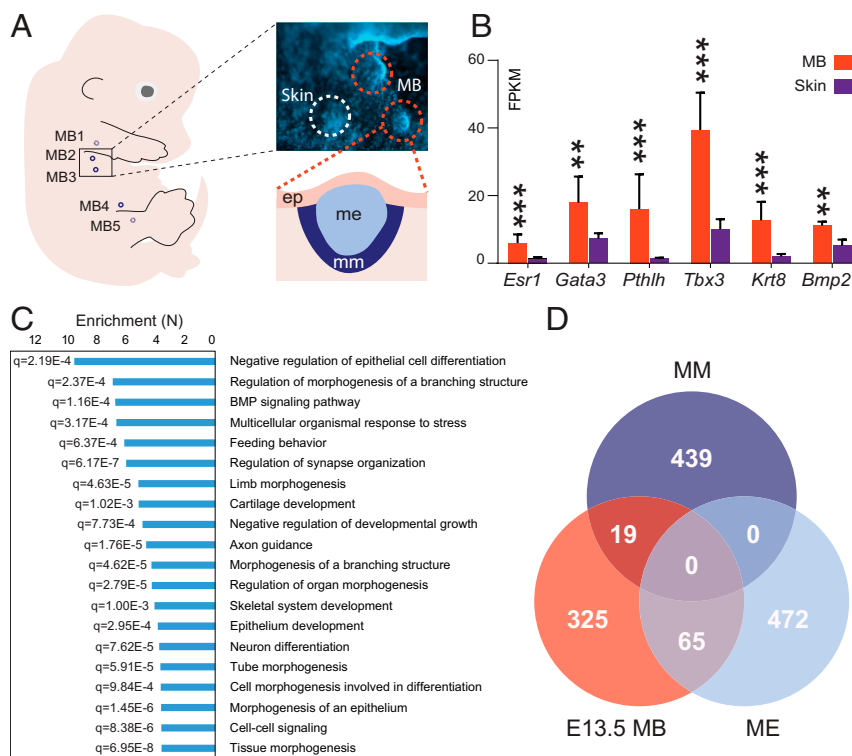 A
MB1
MB2
MB3
MB4
MB5
Skin
MB
ep
me
mm
B
FPKM
60
40
20
0
MB
Skin
***
**
***
***
***
**
Esr1 Gata3 Pthlh Tbx3 Krt8 Bmp2
C
Enrichment (N)
12 10 8 6 4 2 0
q=2.19E-4 Negative regulation of epithelial cell differentiation
q=2.37E-4 Regulation of morphogenesis of a branching structure
q=1.16E-4 BMP signaling pathway
q=3.17E-4 Multicellular organismal response to stress
q=6.37E-4 Feeding behavior
q=6.17E-7 Regulation of synapse organization
q=4.63E-5 Limb morphogenesis
q=1.02E-3 Cartilage development
q=7.73E-4 Negative regulation of developmental growth
q=1.76E-5 Axon guidance
q=4.62E-5 Morphogenesis of a branching structure
q=2.79E-5 Regulation of organ morphogenesis
q=1.00E-3 Skeletal system development
q=2.95E-4 Epithelium development
q=7.62E-5 Neuron differentiation
q=5.91E-5 Tube morphogenesis
q=9.84E-4 Cell morphogenesis involved in differentiation
q=1.45E-6 Morphogenesis of an epithelium
q=8.38E-6 Cell-cell signaling
q=6.95E-8 Tissue morphogenesis
D
MM
439
19
0
0
325
65
472
E13.5 MB
ME